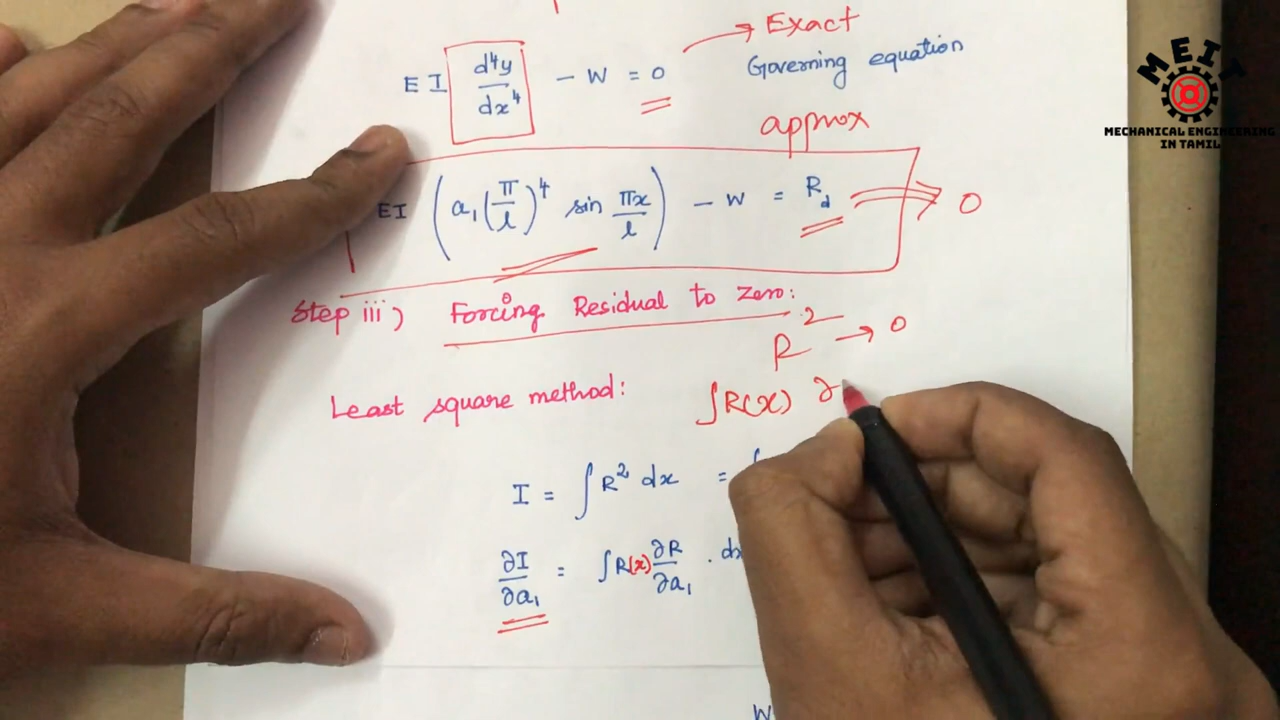 EI d⁴y/dx⁴ - W = 0 → Exact
Governing equation
approx
EI (a₁(π/l)⁴ sin πx/l) - W = R_d ⇒ 0
Step iii) Forcing Residual to Zero:
R² → 0
Least square method: ∫R(x) ∂
I = ∫R² dx =
∂I/∂a₁ = ∫R(x) ∂R/∂a₁ . dx
W
MEIT
MECHANICAL ENGINEERING
IN TAMIL